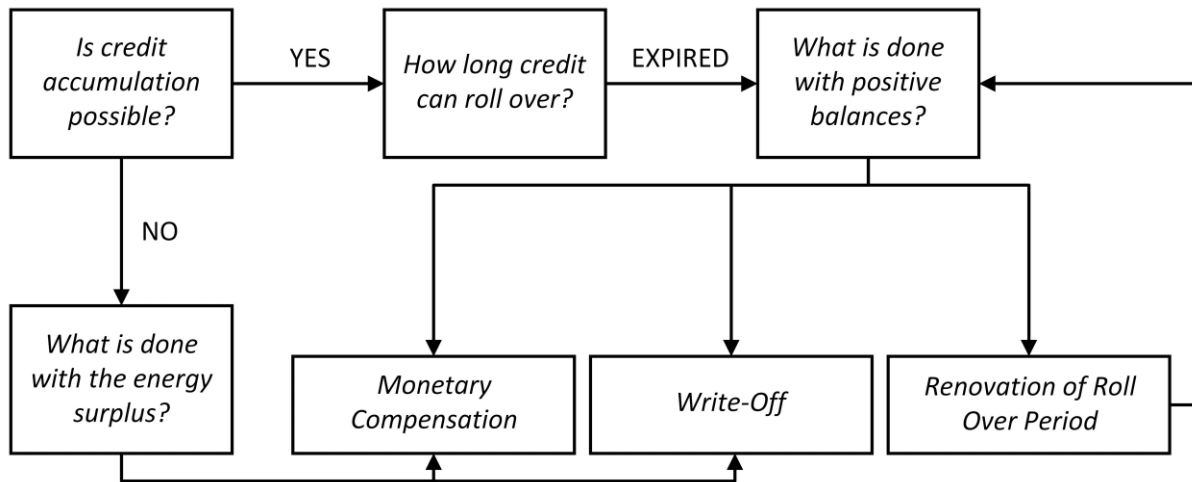 Is credit
accumulation
possible?
YES
How long credit
can roll over?
EXPIRED
What is done
with positive
balances?
NO
What is done
with the energy
surplus?
Monetary
Compensation
Write-Off
Renovation of Roll
Over Period